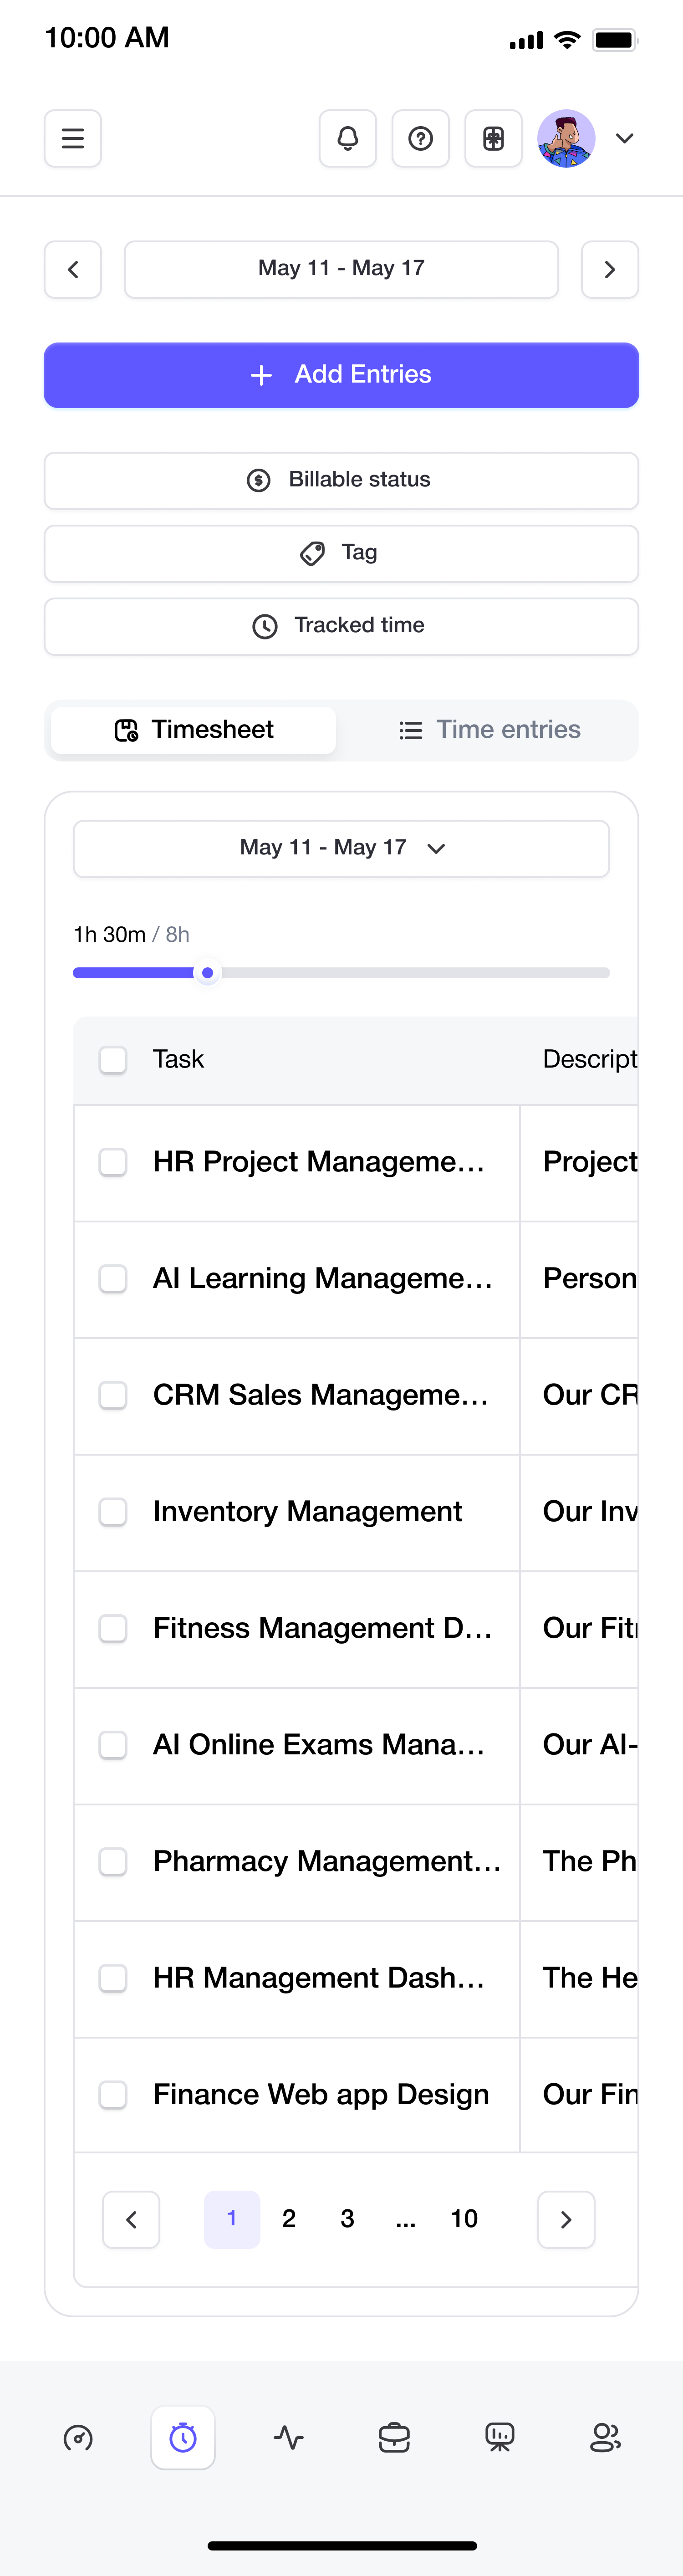 10:00 AM
May 11 - May 17
Add Entries
Billable status
Tag
Tracked time
Timesheet Time entries
May 11 - May 17
1h 30m / 8h
Task Descript
HR Project Manageme... Project
AI Learning Manageme... Person
CRM Sales Manageme... Our CR
Inventory Management Our Inv
Fitness Management D... Our Fit
AI Online Exams Mana... Our AI-
Pharmacy Management... The Ph
HR Management Dash... The He
Finance Web app Design Our Fin
1 2 3 ... 10